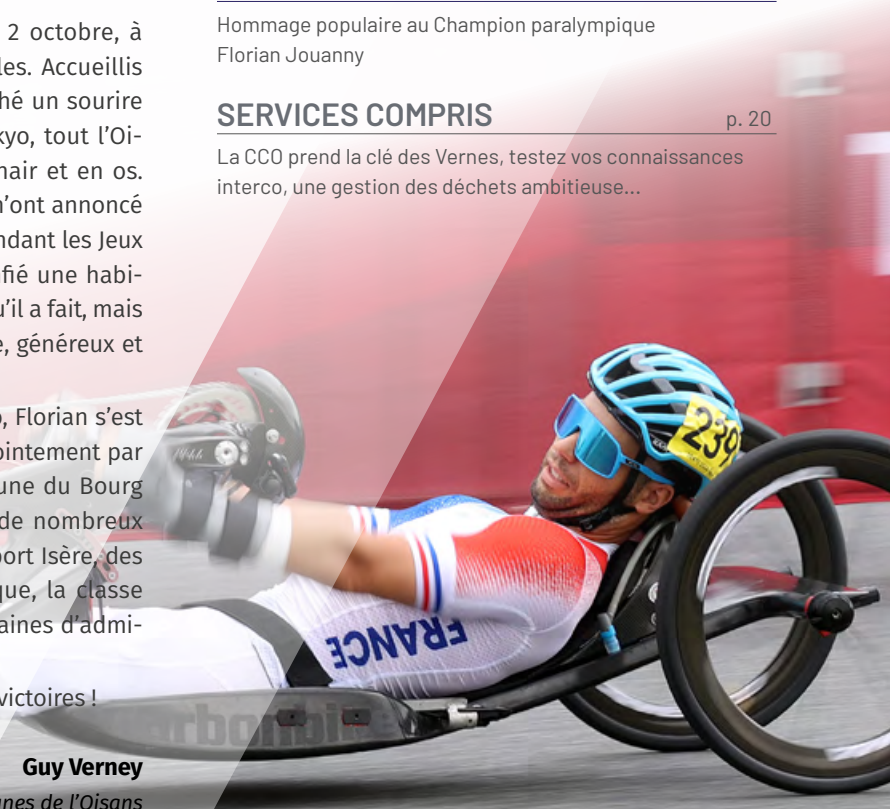 2 octobre, à
les. Accueillis
hé un sourire
kyo, tout l’Oi-
hair et en os.
n’ont annoncé
ndant les Jeux
fié une habi-
u’il a fait, mais
e, généreux et
o, Florian s’est
ointement par
une du Bourg
de nombreux
port Isère, des
que, la classe
aines d’admi-
victoires !
Guy Verney
nes de l’Oisans
Hommage populaire au Champion paralympique
Florian Jouanny
SERVICES COMPRIS p. 20
La CCO prend la clé des Vernes, testez vos connaissances
interco, une gestion des déchets ambitieuse...
239
FRANCE
rbonbike